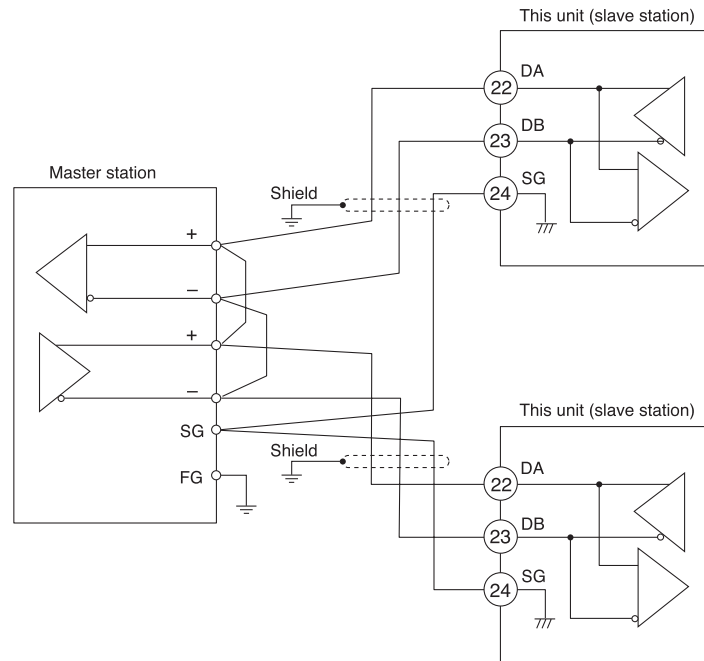 This unit (slave station)
22
DA
23
DB
24
SG
Master station
Shield
+
−
+
−
SG
FG
This unit (slave station)
Shield
22
DA
23
DB
24
SG